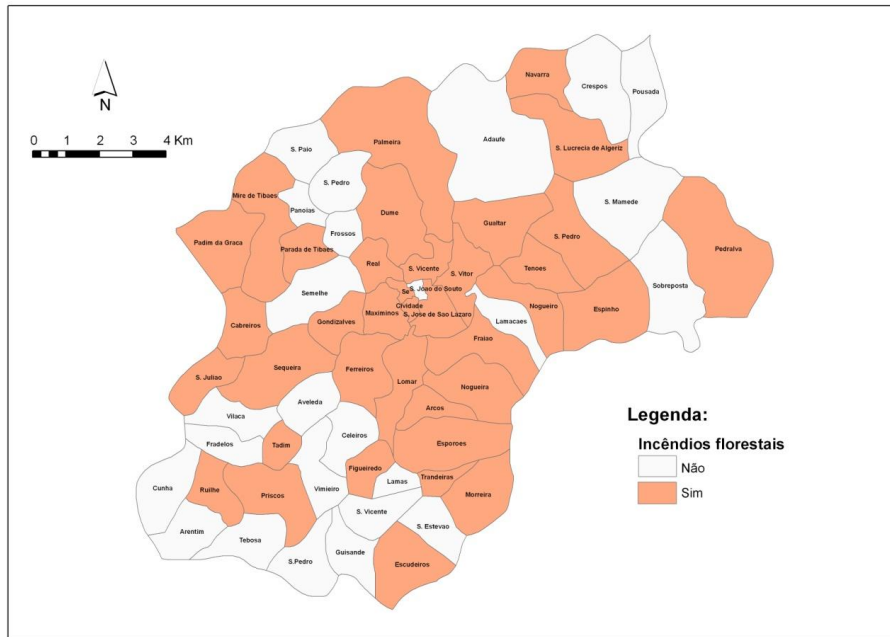 N
0 1 2 3 4 Km
Navarra
Crespos
Pousada
Adaufe
Palmeira
S. Paio
S. Lucrecia de Algeriz
S. Pedro
Mire de Tibaes
S. Mamede
Panoias
Dume
Gualtar
Frossos
S. Pedro
Padim da Graca
Parada de Tibaes
Pedralva
Real
S. Vicente
S. Vitor
Tenoes
Semelhe
Sobreposta
Se
S. Joao do Souto
Cividade
Nogueiro
Espinho
Maximinos
S. Jose de Sao Lazaro
Lamacaes
Cabreiros
Gondizalves
Fraiao
Sequeira
Ferreiros
S. Juliao
Lomar
Nogueira
Aveleda
Arcos
Vilaca
Celeiros
Fradelos
Tadim
Esporoes
Figueiredo
Trandeiras
Lamas
Cunha
Ruilhe
Priscos
Vimieiro
Morreira
S. Vicente
S. Estevao
Arentim
Tebosa
S.Pedro
Guisande
Escudeiros
Legenda:
Incêndios florestais
Não
Sim